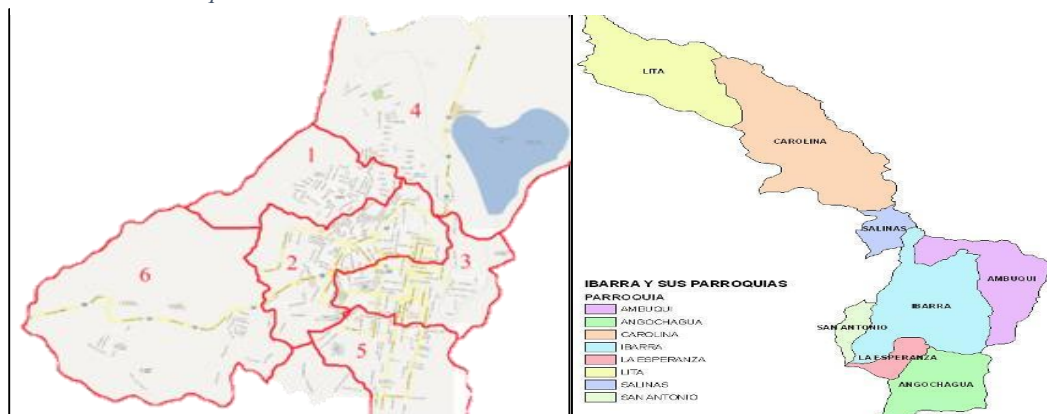 4
1
2
3
6
5
LITA
CAROLINA
SALINAS
AMBUQUI
IBARRA
SAN ANTONIO
LA ESPERANZA
ANGOCHAGUA
IBARRA Y SUS PARROQUIAS
PARROQUIA
AMBUQUI
ANGOCHAGUA
CAROLINA
IBARRA
LA ESPERANZA
LITA
SALINAS
SAN ANTONIO